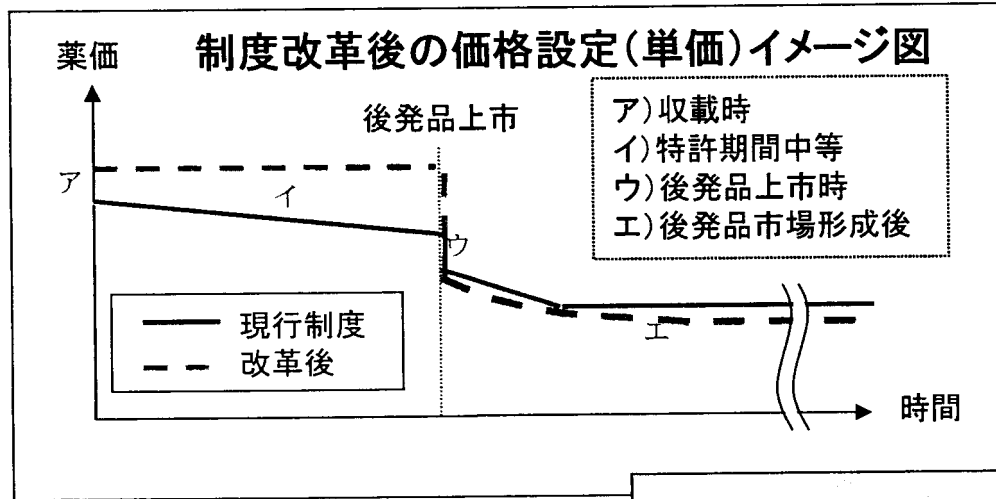 制度改革後の価格設定(単価)イメージ図
薬価
後発品上市
ア)収載時
イ)特許期間中等
ウ)後発品上市時
エ)後発品市場形成後
ア
イ
ウ
エ
現行制度
改革後
時間